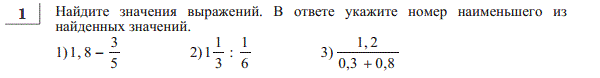 1 Найдите значения выражений. В ответе укажите номер наименьшего из
найденных значений.
1) 1,8 − 3/5 2) 1 1/3 : 1/6 3) 1,2/(0,3 + 0,8)